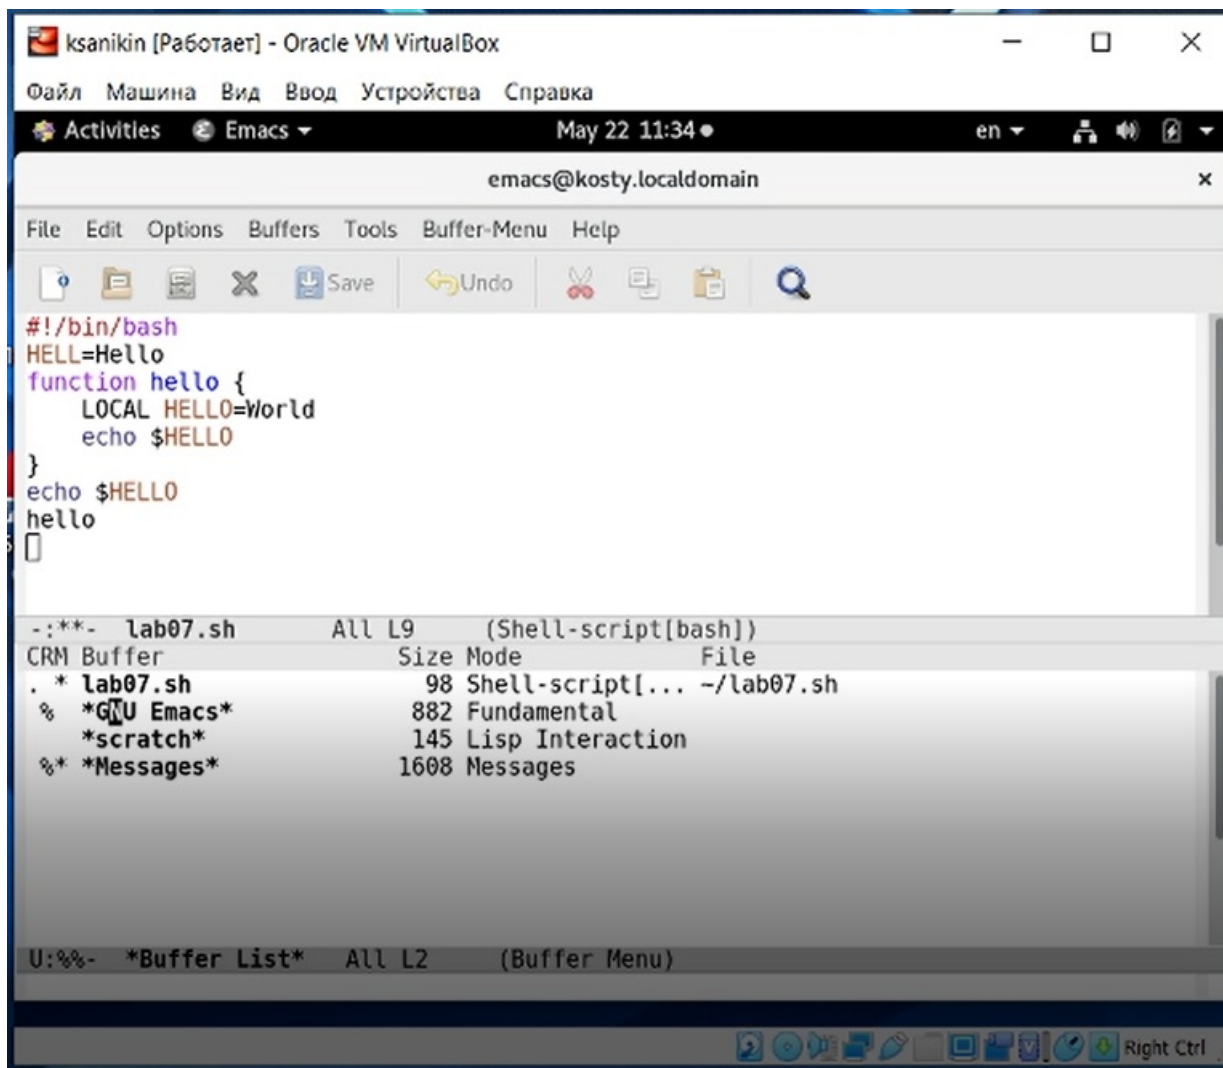 ksanikin [Работает] - Oracle VM VirtualBox
Файл Машина Вид Ввод Устройства Справка
Activities Emacs May 22 11:34 en
emacs@kosty.localdomain
File Edit Options Buffers Tools Buffer-Menu Help
Save Undo
#!/bin/bash
HELL=Hello
function hello {
    LOCAL HELLO=World
    echo $HELLO
}
echo $HELLO
hello
-:**- lab07.sh All L9 (Shell-script[bash])
CRM Buffer Size Mode File
. * lab07.sh 98 Shell-script[... ~/lab07.sh
% *GNU Emacs* 882 Fundamental
*scratch* 145 Lisp Interaction
%* *Messages* 1608 Messages
U:%%- *Buffer List* All L2 (Buffer Menu)
Right Ctrl